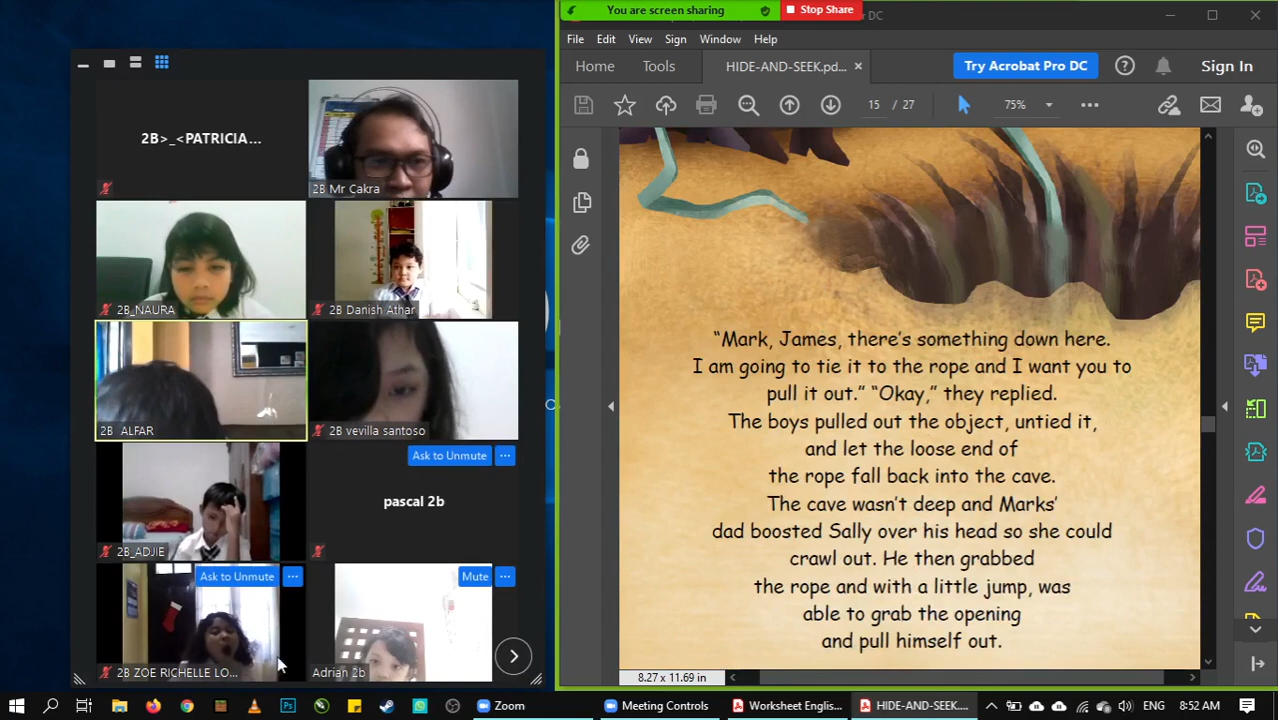 You are screen sharing
Stop Share
DC
File Edit View Window Help
Home Tools HIDE-AND-SEEK.pd... Try Acrobat Pro DC Sign In
15 / 27 75%
2B>_<PATRICIA...
2B Mr Cakra
2B_NAURA
2B Danish Athar
2B ALFAR
2B vevilla santoso
2B_ADJIE
Ask to Unmute
pascal 2b
Ask to Unmute
2B ZOE RICHELLE LO...
Mute
Adrian 2b
“Mark, James, there’s something down here.
I am going to tie it to the rope and I want you to
pull it out.” “Okay,” they replied.
The boys pulled out the object, untied it,
and let the loose end of
the rope fall back into the cave.
The cave wasn’t deep and Marks’
dad boosted Sally over his head so she could
crawl out. He then grabbed
the rope and with a little jump, was
able to grab the opening
and pull himself out.
8.27 x 11.69 in
Zoom Meeting Controls Worksheet Englis... HIDE-AND-SEEK.... 8:52 AM